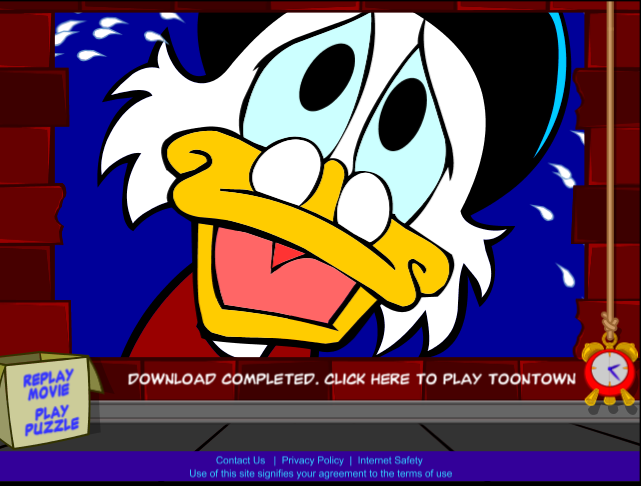 DOWNLOAD COMPLETED. CLICK HERE TO PLAY TOONTOWN
REPLAY
MOVIE
PLAY
PUZZLE
Contact Us | Privacy Policy | Internet Safety
Use of this site signifies your agreement to the terms of use